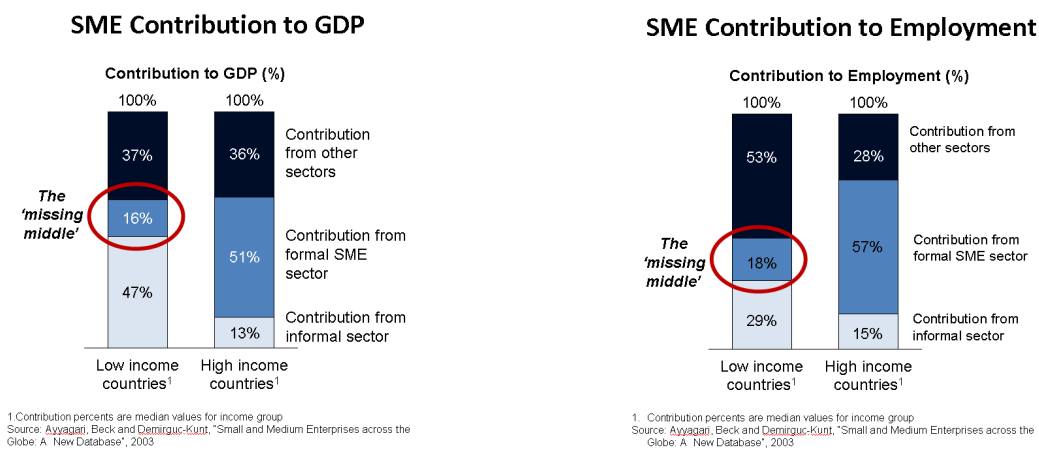 SME Contribution to GDP
Contribution to GDP (%)
100%
100%
37%
36%
Contribution
from other
sectors
The
‘missing
middle’
16%
51%
Contribution from
formal SME
sector
47%
13%
Contribution from
informal sector
Low income
countries1
High income
countries1
1.Contribution percents are median values for income group
Source: Ayyagari, Beck and Demirguc-Kunt, "Small and Medium Enterprises across the
Globe: A New Database", 2003
SME Contribution to Employment
Contribution to Employment (%)
100%
100%
53%
28%
Contribution from
other sectors
The
‘missing
middle’
18%
57%
Contribution from
formal SME sector
29%
15%
Contribution from
informal sector
Low income
countries1
High income
countries1
1. Contribution percents are median values for income group
Source: Ayyagari, Beck and Demirguc-Kunt, "Small and Medium Enterprises across the
Globe: A New Database", 2003